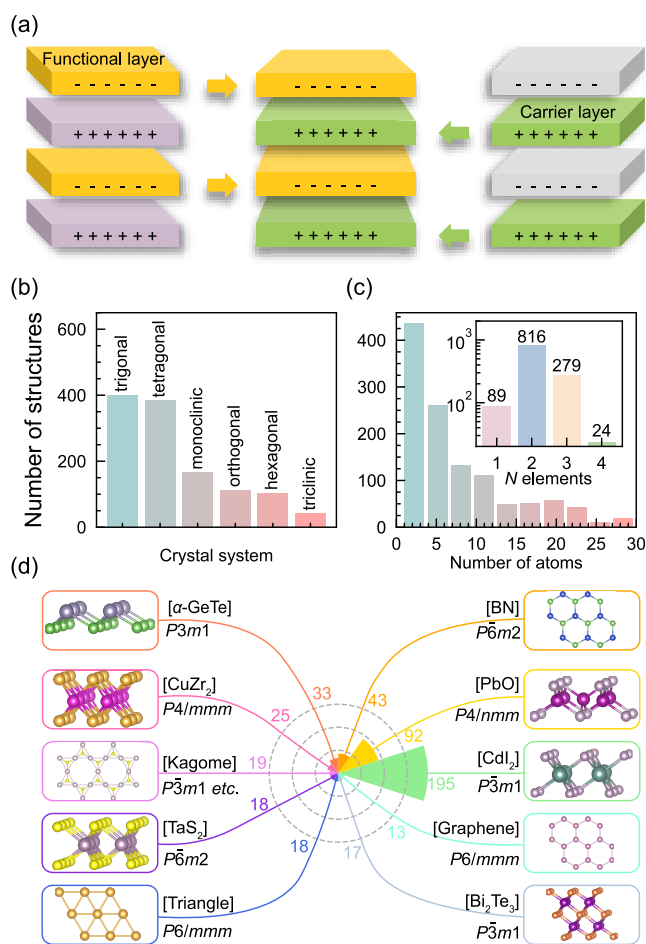 (a)
Functional layer
- - - - - -
- - - - - -
- - - - - -
+ + + + + +
+ + + + + +
Carrier layer
+ + + + + +
- - - - - -
- - - - - -
- - - - - -
+ + + + + +
+ + + + + +
+ + + + + +
(b)
Number of structures
600
400
200
0
trigonal
tetragonal
monoclinic
orthogonal
hexagonal
triclinic
Crystal system
(c)
400
300
200
100
0
0 5 10 15 20 25 30
Number of atoms
10³
10²
89
816
279
24
1 2 3 4
N elements
(d)
[α-GeTe]
P3m1
33
[CuZr₂]
P4/mmm
25
[Kagome]
P3̅m1 etc.
19
[TaS₂]
P6̅m2
18
[Triangle]
P6/mmm
18
[BN]
P6̅m2
43
[PbO]
P4/nmm
92
[CdI₂]
P3̅m1
195
[Graphene]
P6/mmm
13
[Bi₂Te₃]
P3̅m1
17